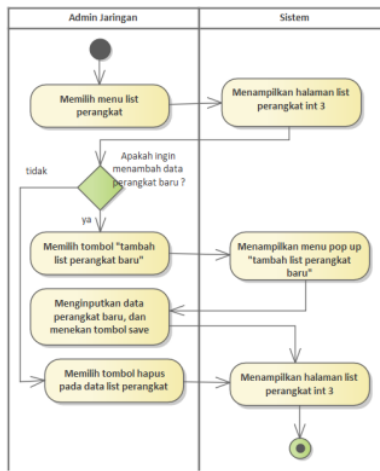 Admin Jaringan
Sistem
Memilih menu list
perangkat
Menampilkan halaman list
perangkat int 3
Apakah ingin
menambah data
perangkat baru ?
tidak
ya
Memilih tombol "tambah
list perangkat baru"
Menampilkan menu pop up
"tambah list perangkat
baru"
Menginputkan data
perangkat baru, dan
menekan tombol save
Memilih tombol hapus
pada data list perangkat
Menampilkan halaman list
perangkat int 3